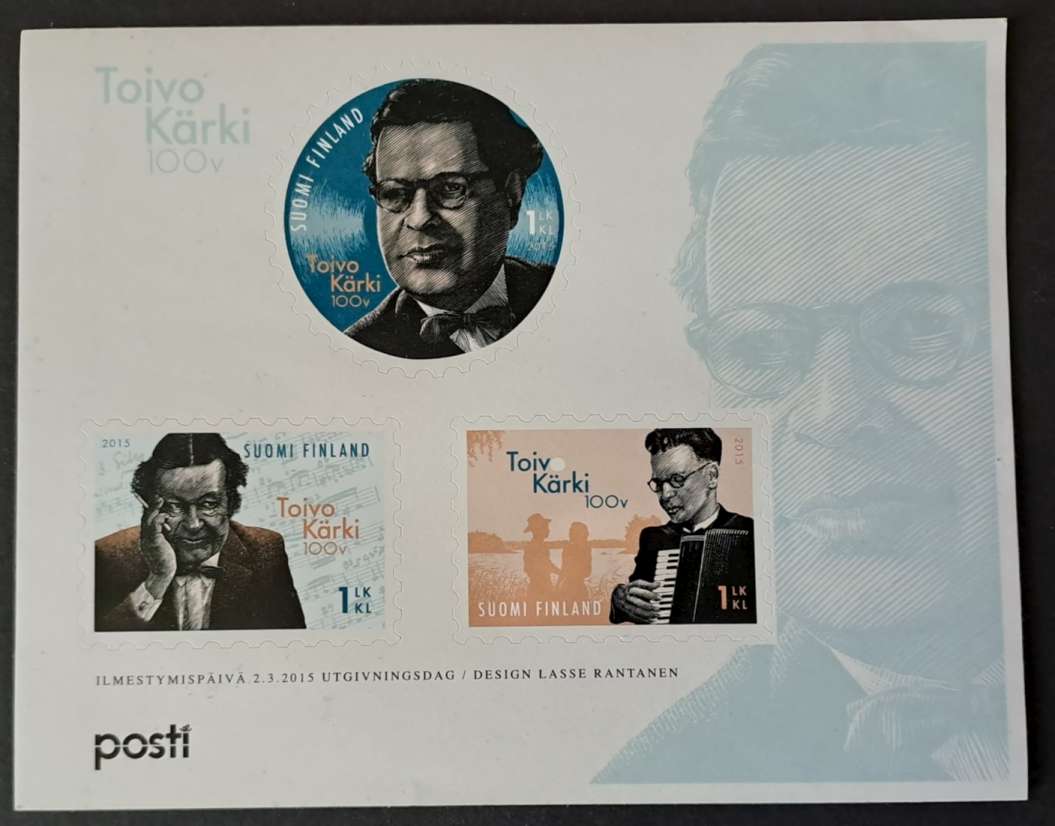 Toivo
Kärki
100v
SUOMI FINLAND
1 LK
KL
2015
Toivo
Kärki
100v
2015
SUOMI FINLAND
Toivo
Kärki
100v
1 LK
KL
Toivo
Kärki
100v
2015
SUOMI FINLAND
1 LK
KL
ILMESTYMISPÄIVÄ 2.3.2015 UTGIVNINGSDAG / DESIGN LASSE RANTANEN
posti